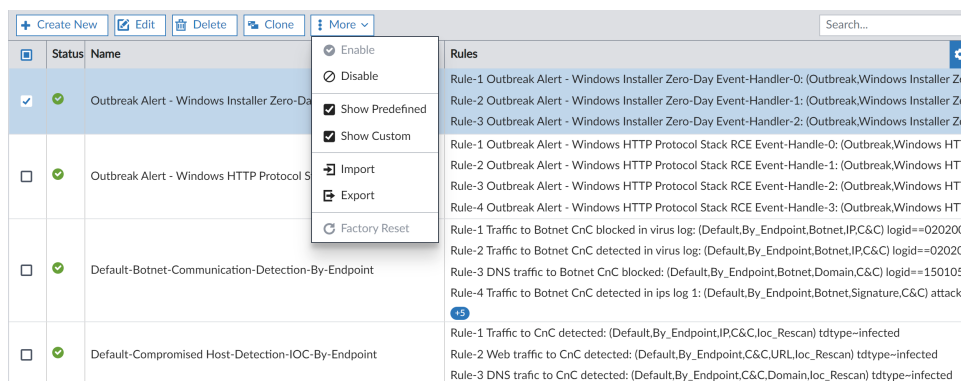 Create New Edit Delete Clone More Search...
Status Name Rules
Enable
Disable
Show Predefined
Show Custom
Import
Export
Factory Reset
Outbreak Alert - Windows Installer Zero-Da
Rule-1 Outbreak Alert - Windows Installer Zero-Day Event-Handler-0: (Outbreak,Windows Installer Ze
Rule-2 Outbreak Alert - Windows Installer Zero-Day Event-Handler-1: (Outbreak,Windows Installer Ze
Rule-3 Outbreak Alert - Windows Installer Zero-Day Event-Handler-2: (Outbreak,Windows Installer Ze
Outbreak Alert - Windows HTTP Protocol S
Rule-1 Outbreak Alert - Windows HTTP Protocol Stack RCE Event-Handle-0: (Outbreak,Windows HT
Rule-2 Outbreak Alert - Windows HTTP Protocol Stack RCE Event-Handle-1: (Outbreak,Windows HT
Rule-3 Outbreak Alert - Windows HTTP Protocol Stack RCE Event-Handle-2: (Outbreak,Windows HT
Rule-4 Outbreak Alert - Windows HTTP Protocol Stack RCE Event-Handle-3: (Outbreak,Windows HT
Default-Botnet-Communication-Detection-By-Endpoint
Rule-1 Traffic to Botnet CnC blocked in virus log: (Default,By_Endpoint,Botnet,IP,C&C) logid==020200
Rule-2 Traffic to Botnet CnC detected in virus log: (Default,By_Endpoint,Botnet,IP,C&C) logid==02020
Rule-3 DNS traffic to Botnet CnC blocked: (Default,By_Endpoint,Botnet,Domain,C&C) logid==150105
Rule-4 Traffic to Botnet CnC detected in ips log 1: (Default,By_Endpoint,Botnet,Signature,C&C) attack
+5
Default-Compromised Host-Detection-IOC-By-Endpoint
Rule-1 Traffic to CnC detected: (Default,By_Endpoint,IP,C&C,Ioc_Rescan) tdtype~infected
Rule-2 Web traffic to CnC detected: (Default,By_Endpoint,C&C,URL,Ioc_Rescan) tdtype~infected
Rule-3 DNS trafic to CnC detected: (Default,By_Endpoint,C&C,Domain,Ioc_Rescan) tdtype~infected